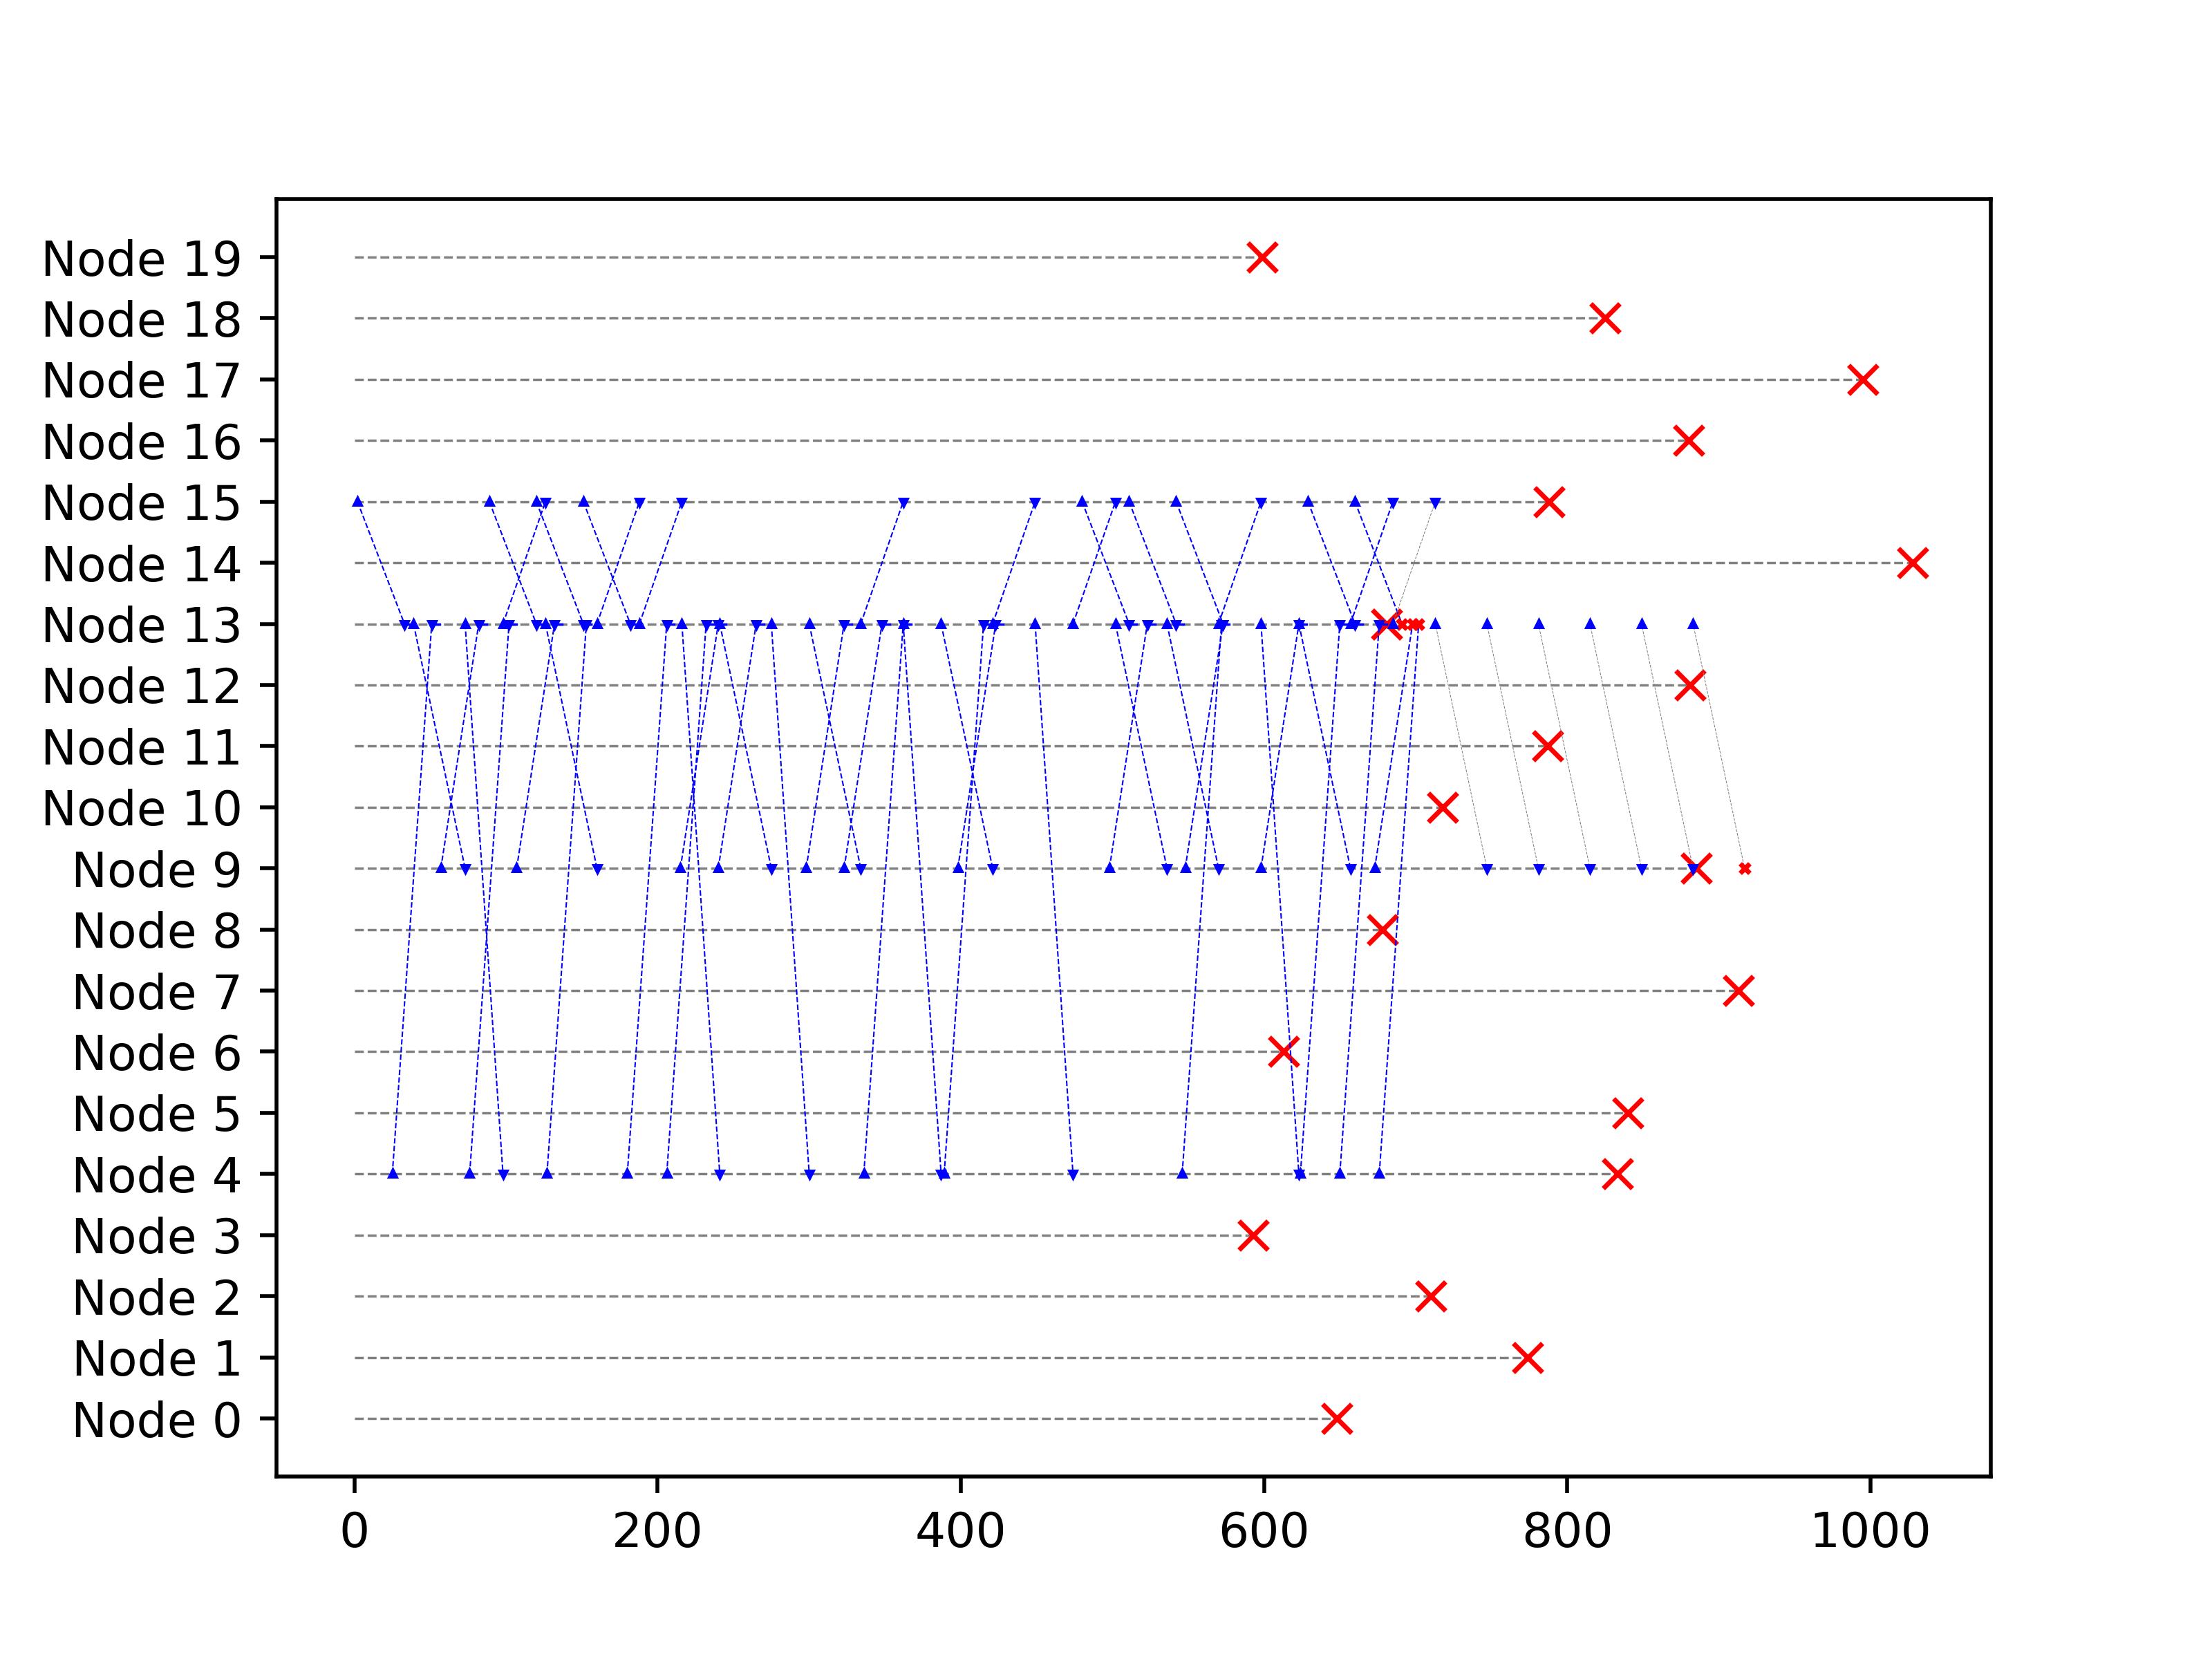 Node 19
Node 18
Node 17
Node 16
Node 15
Node 14
Node 13
Node 12
Node 11
Node 10
Node 9
Node 8
Node 7
Node 6
Node 5
Node 4
Node 3
Node 2
Node 1
Node 0
0 200 400 600 800 1000